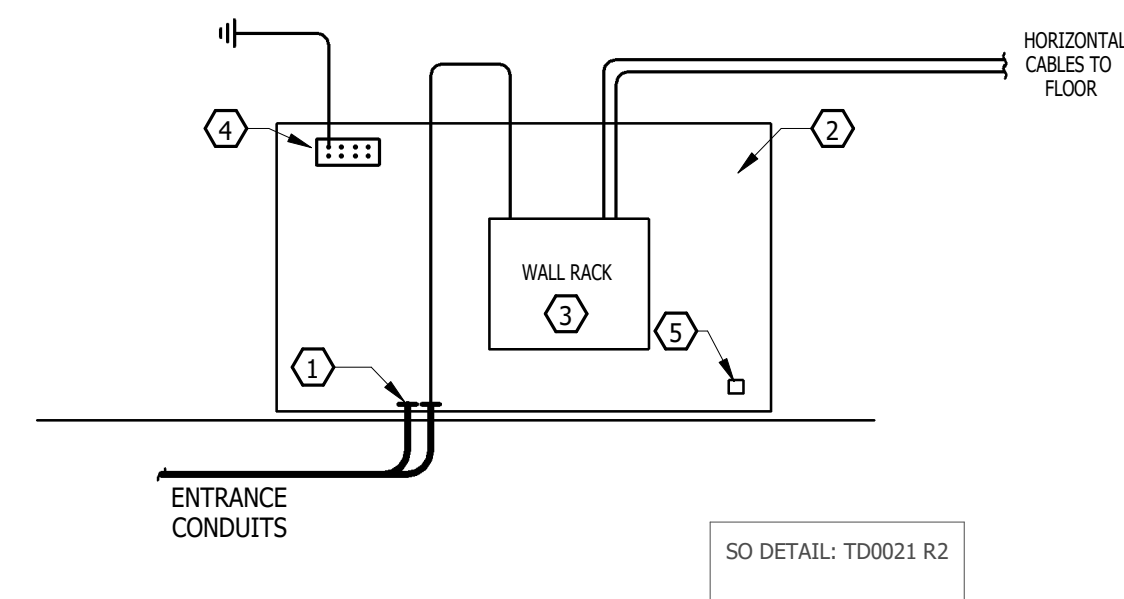 HORIZONTAL
CABLES TO
FLOOR
4
2
WALL RACK
3
5
1
ENTRANCE
CONDUITS
SO DETAIL: TD0021 R2